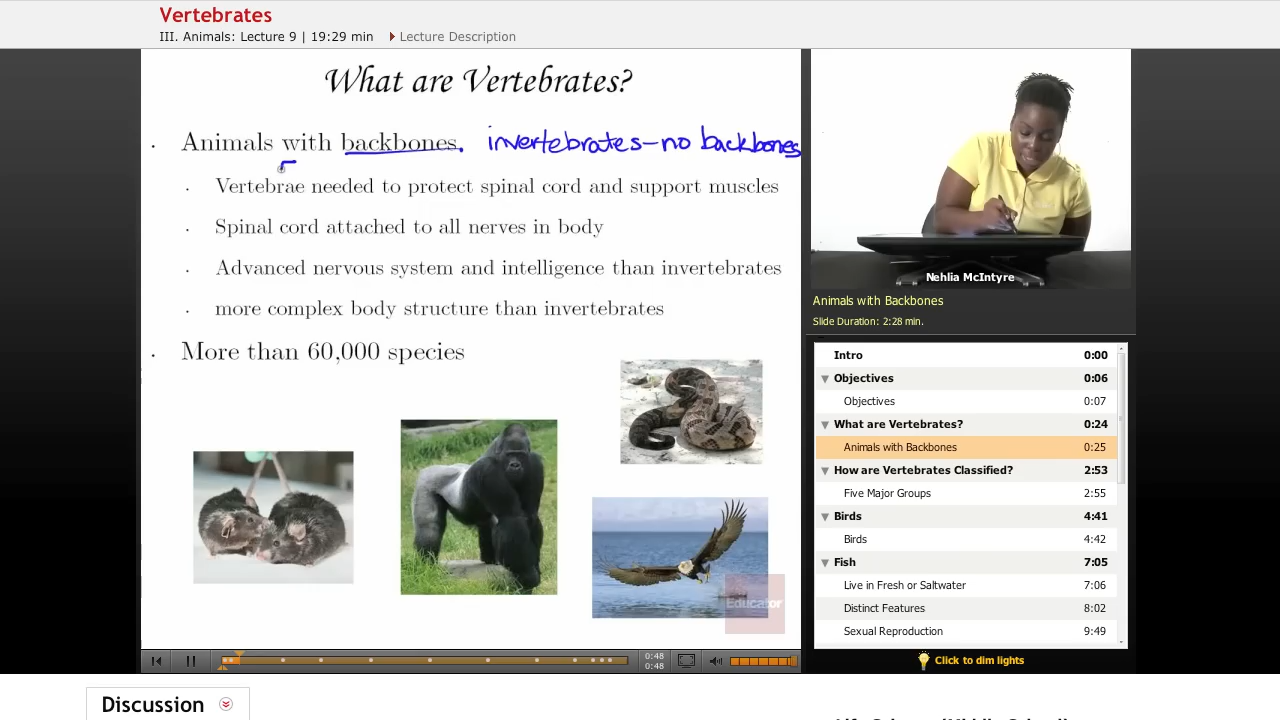 Vertebrates
III. Animals: Lecture 9 | 19:29 min Lecture Description
What are Vertebrates?
· Animals with backbones. invertebrates-no backbones
· Vertebrae needed to protect spinal cord and support muscles
· Spinal cord attached to all nerves in body
· Advanced nervous system and intelligence than invertebrates
· more complex body structure than invertebrates
· More than 60,000 species
Educator
0:48
0:48
Nehlia McIntyre
Animals with Backbones
Slide Duration: 2:28 min.
Intro 0:00
Objectives 0:06
Objectives 0:07
What are Vertebrates? 0:24
Animals with Backbones 0:25
How are Vertebrates Classified? 2:53
Five Major Groups 2:55
Birds 4:41
Birds 4:42
Fish 7:05
Live in Fresh or Saltwater 7:06
Distinct Features 8:02
Sexual Reproduction 9:49
Click to dim lights
Discussion